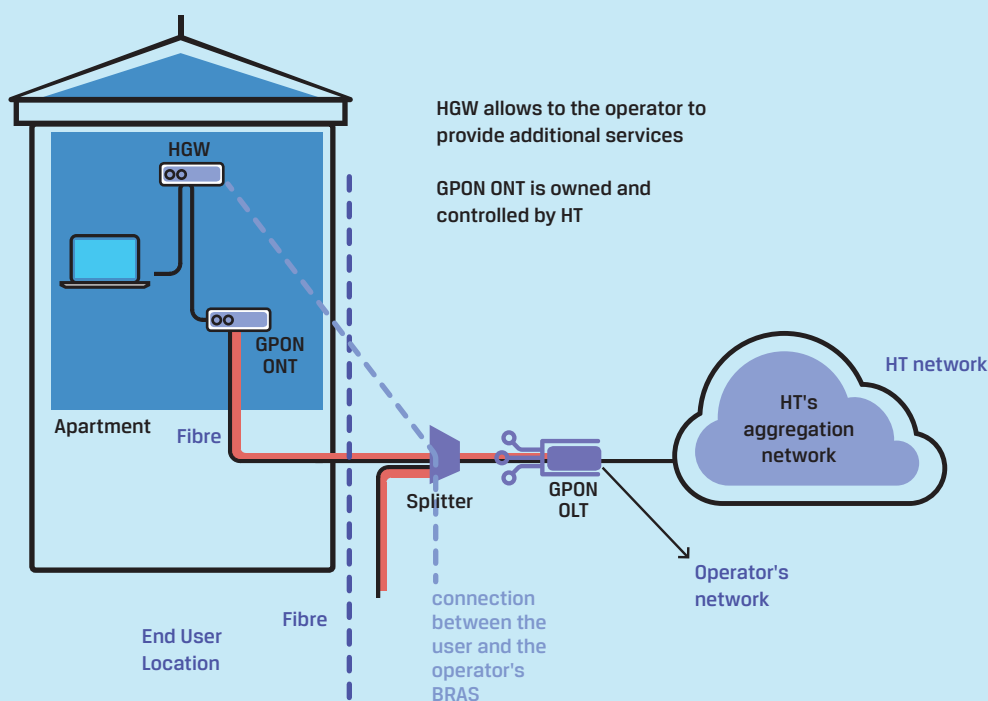 HGW allows to the operator to
provide additional services
GPON ONT is owned and
controlled by HT
HGW
GPON
ONT
Apartment
Fibre
Splitter
GPON
OLT
HT's
aggregation
network
HT network
Operator's
network
Fibre
End User
Location
connection
between the
user and the
operator's
BRAS